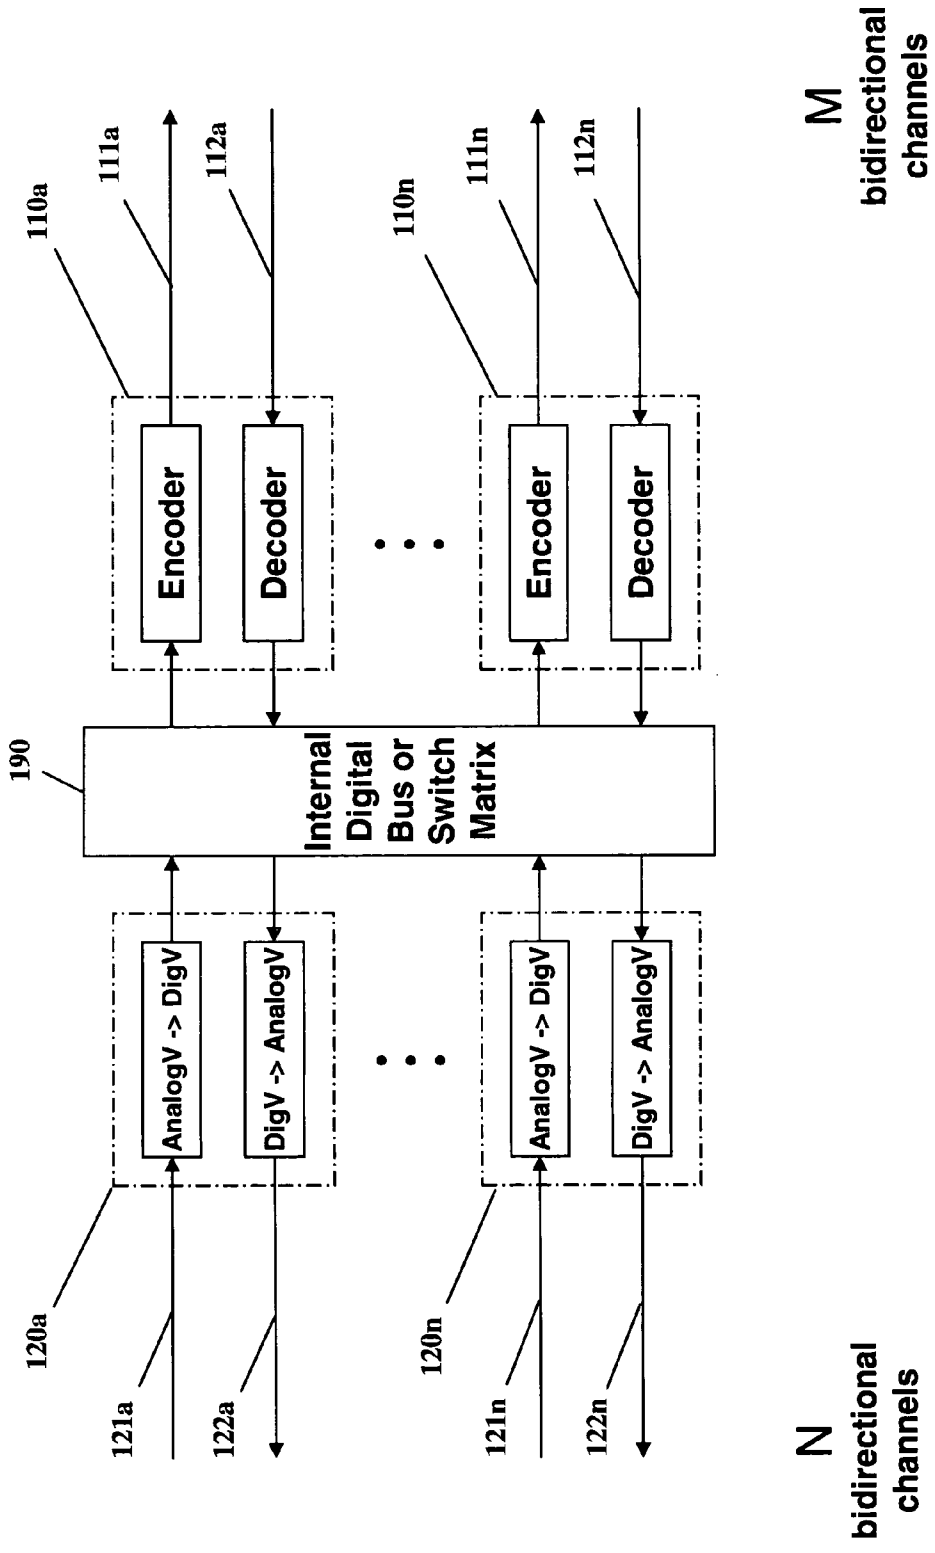 120a
190
110a
121a
AnalogV -> DigV
Encoder
111a
122a
DigV -> AnalogV
Decoder
112a
Internal
Digital
Bus or
Switch
Matrix
• • •
• • •
120n
110n
121n
AnalogV -> DigV
Encoder
111n
122n
DigV -> AnalogV
Decoder
112n
N
bidirectional
channels
M
bidirectional
channels